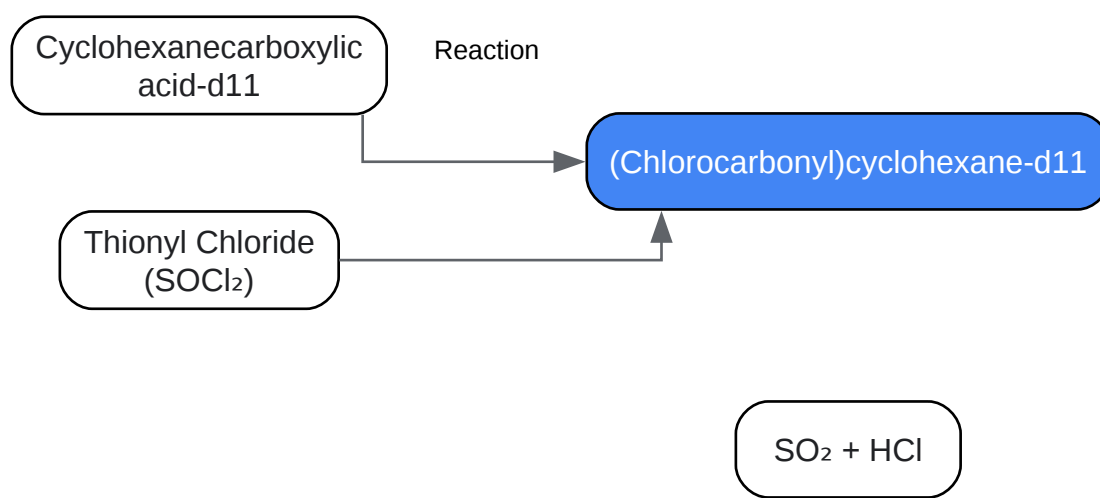 Cyclohexanecarboxylic
acid-d11
Reaction
(Chlorocarbonyl)cyclohexane-d11
Thionyl Chloride
(SOCl₂)
SO₂ + HCl